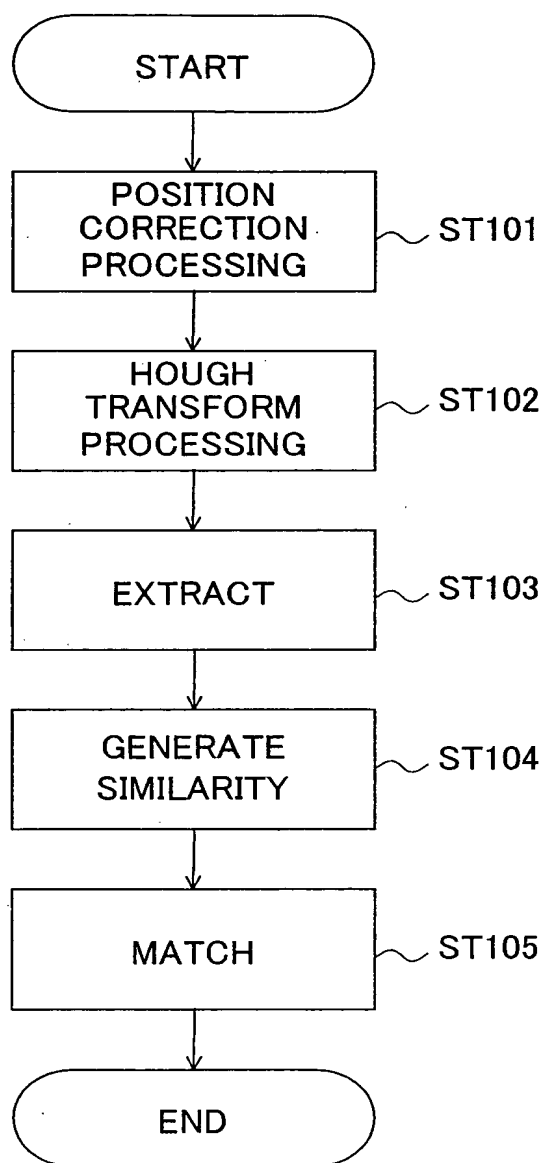 START
POSITION
CORRECTION
PROCESSING
ST101
HOUGH
TRANSFORM
PROCESSING
ST102
EXTRACT
ST103
GENERATE
SIMILARITY
ST104
MATCH
ST105
END